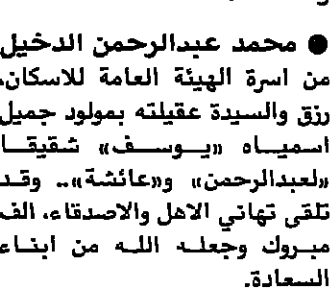 ● محمد عبدالرحمن الدخيل
من اسرة الهيئة العامة للاسكان،
رزق والسيدة عقيلته بمولود جميل
اسمياه «يوسف» شقيقا
«لعبدالرحمن» و«عائشة».. وقد
تلقى تهاني الاهل والاصدقاء، الف
مبروك وجعله الله من ابناء
السعادة.